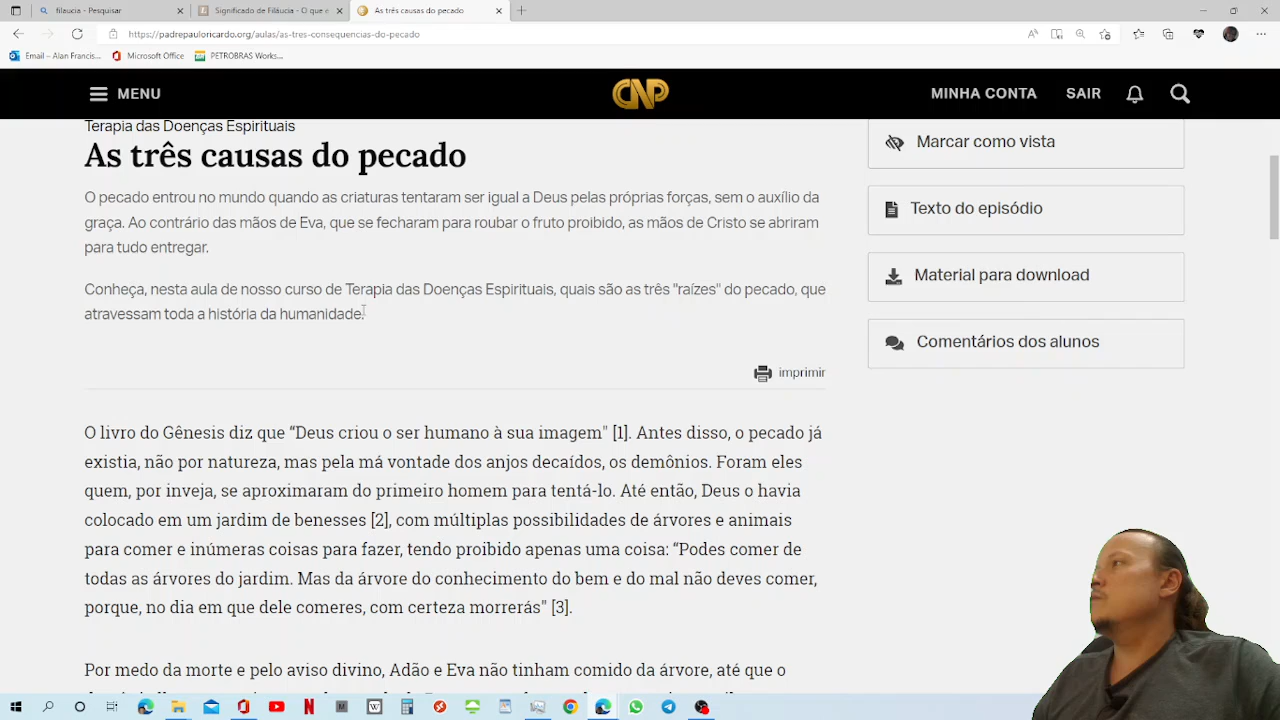 filaucia - Pesquisar
Significado de Filáucia - O que é
As três causas do pecado
https://padrepauloricardo.org/aulas/as-tres-consequencias-do-pecado
Email – Alan Francis...
Microsoft Office
PETROBRAS Works...
MENU
CNP
MINHA CONTA
SAIR
Terapia das Doenças Espirituais
As três causas do pecado
O pecado entrou no mundo quando as criaturas tentaram ser igual a Deus pelas próprias forças, sem o auxílio da
graça. Ao contrário das mãos de Eva, que se fecharam para roubar o fruto proibido, as mãos de Cristo se abriram
para tudo entregar.
Conheça, nesta aula de nosso curso de Terapia das Doenças Espirituais, quais são as três "raízes" do pecado, que
atravessam toda a história da humanidade.
imprimir
Marcar como vista
Texto do episódio
Material para download
Comentários dos alunos
O livro do Gênesis diz que “Deus criou o ser humano à sua imagem" [1]. Antes disso, o pecado já
existia, não por natureza, mas pela má vontade dos anjos decaídos, os demônios. Foram eles
quem, por inveja, se aproximaram do primeiro homem para tentá-lo. Até então, Deus o havia
colocado em um jardim de benesses [2], com múltiplas possibilidades de árvores e animais
para comer e inúmeras coisas para fazer, tendo proibido apenas uma coisa: “Podes comer de
todas as árvores do jardim. Mas da árvore do conhecimento do bem e do mal não deves comer,
porque, no dia em que dele comeres, com certeza morrerás" [3].
Por medo da morte e pelo aviso divino, Adão e Eva não tinham comido da árvore, até que o